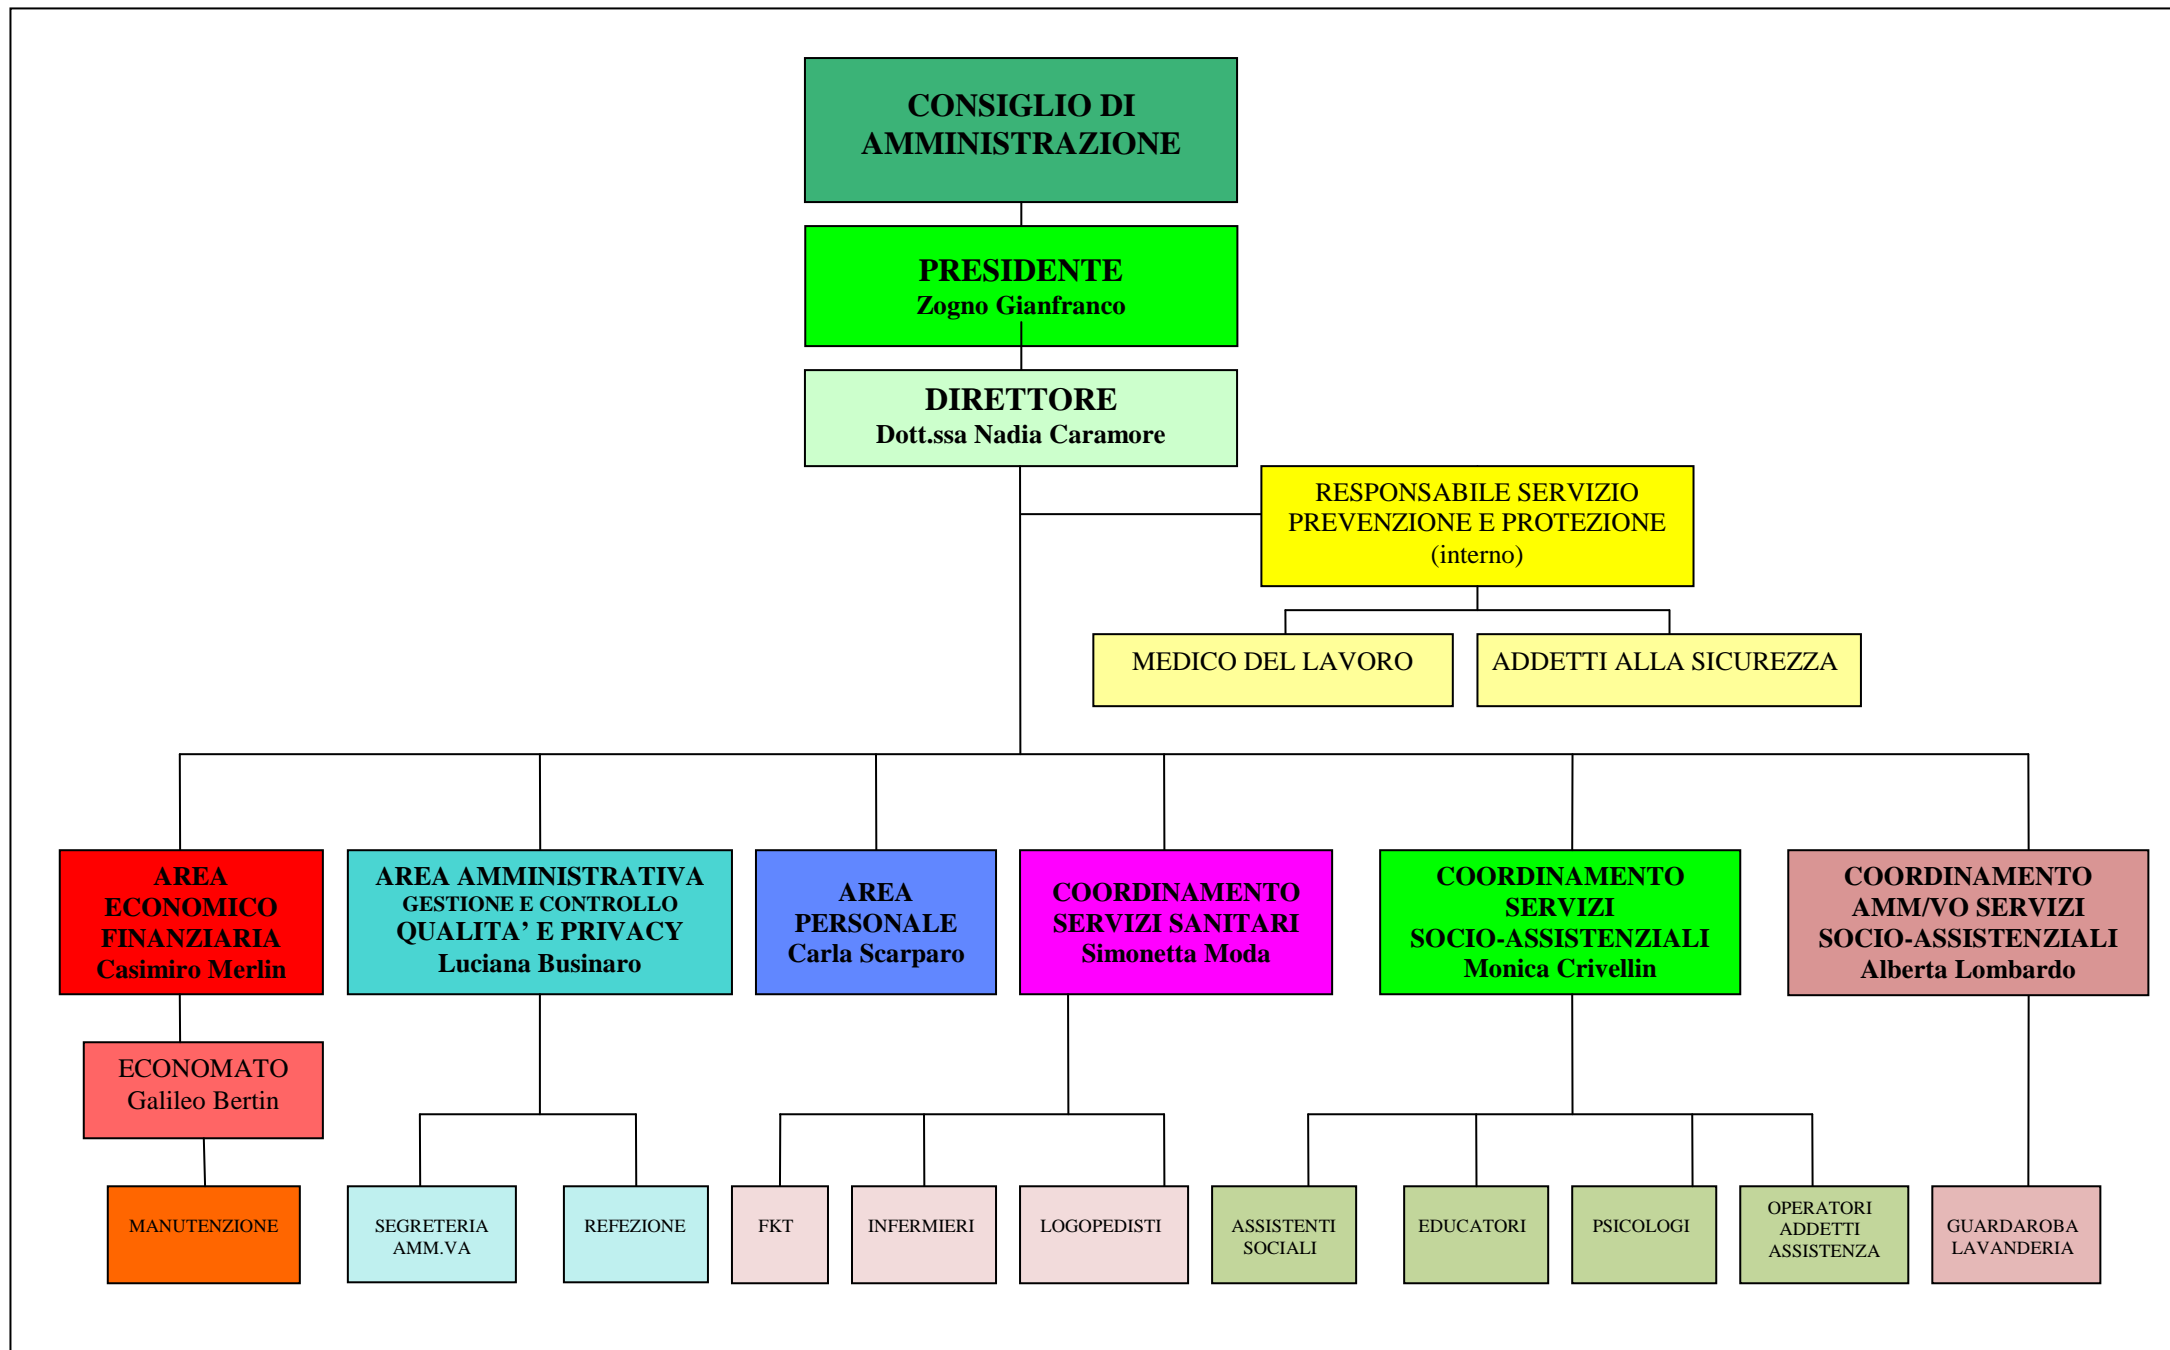 CONSIGLIO DI
AMMINISTRAZIONE
PRESIDENTE
Zogno Gianfranco
DIRETTORE
Dott.ssa Nadia Caramore
RESPONSABILE SERVIZIO
PREVENZIONE E PROTEZIONE
(interno)
MEDICO DEL LAVORO
ADDETTI ALLA SICUREZZA
AREA
ECONOMICO
FINANZIARIA
Casimiro Merlin
AREA AMMINISTRATIVA
GESTIONE E CONTROLLO
QUALITA’ E PRIVACY
Luciana Businaro
AREA
PERSONALE
Carla Scarparo
COORDINAMENTO
SERVIZI SANITARI
Simonetta Moda
COORDINAMENTO
SERVIZI
SOCIO-ASSISTENZIALI
Monica Crivellin
COORDINAMENTO
AMM/VO SERVIZI
SOCIO-ASSISTENZIALI
Alberta Lombardo
ECONOMATO
Galileo Bertin
MANUTENZIONE
SEGRETERIA
AMM.VA
REFEZIONE
FKT
INFERMIERI
LOGOPEDISTI
ASSISTENTI
SOCIALI
EDUCATORI
PSICOLOGI
OPERATORI
ADDETTI
ASSISTENZA
GUARDAROBA
LAVANDERIA